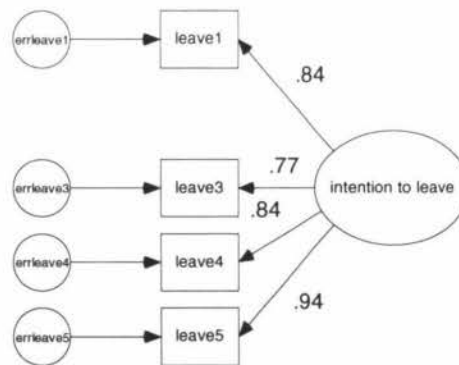 errleave1
leave1
.84
errleave3
leave3
.77
intention to leave
.84
errleave4
leave4
.94
errleave5
leave5